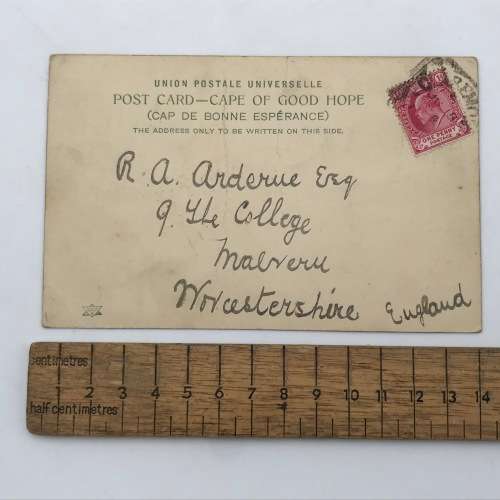 UNION POSTALE UNIVERSELLE
POST CARD—CAPE OF GOOD HOPE
(CAP DE BONNE ESPÉRANCE)
THE ADDRESS ONLY TO BE WRITTEN ON THIS SIDE.
ONE PENNY
R. A. Arderne Esq
9. The College
Malvern
Worcestershire
England
centimetres
1 2 3 4 5 6 7 8 9 10 11 12 13 14
half centimetres